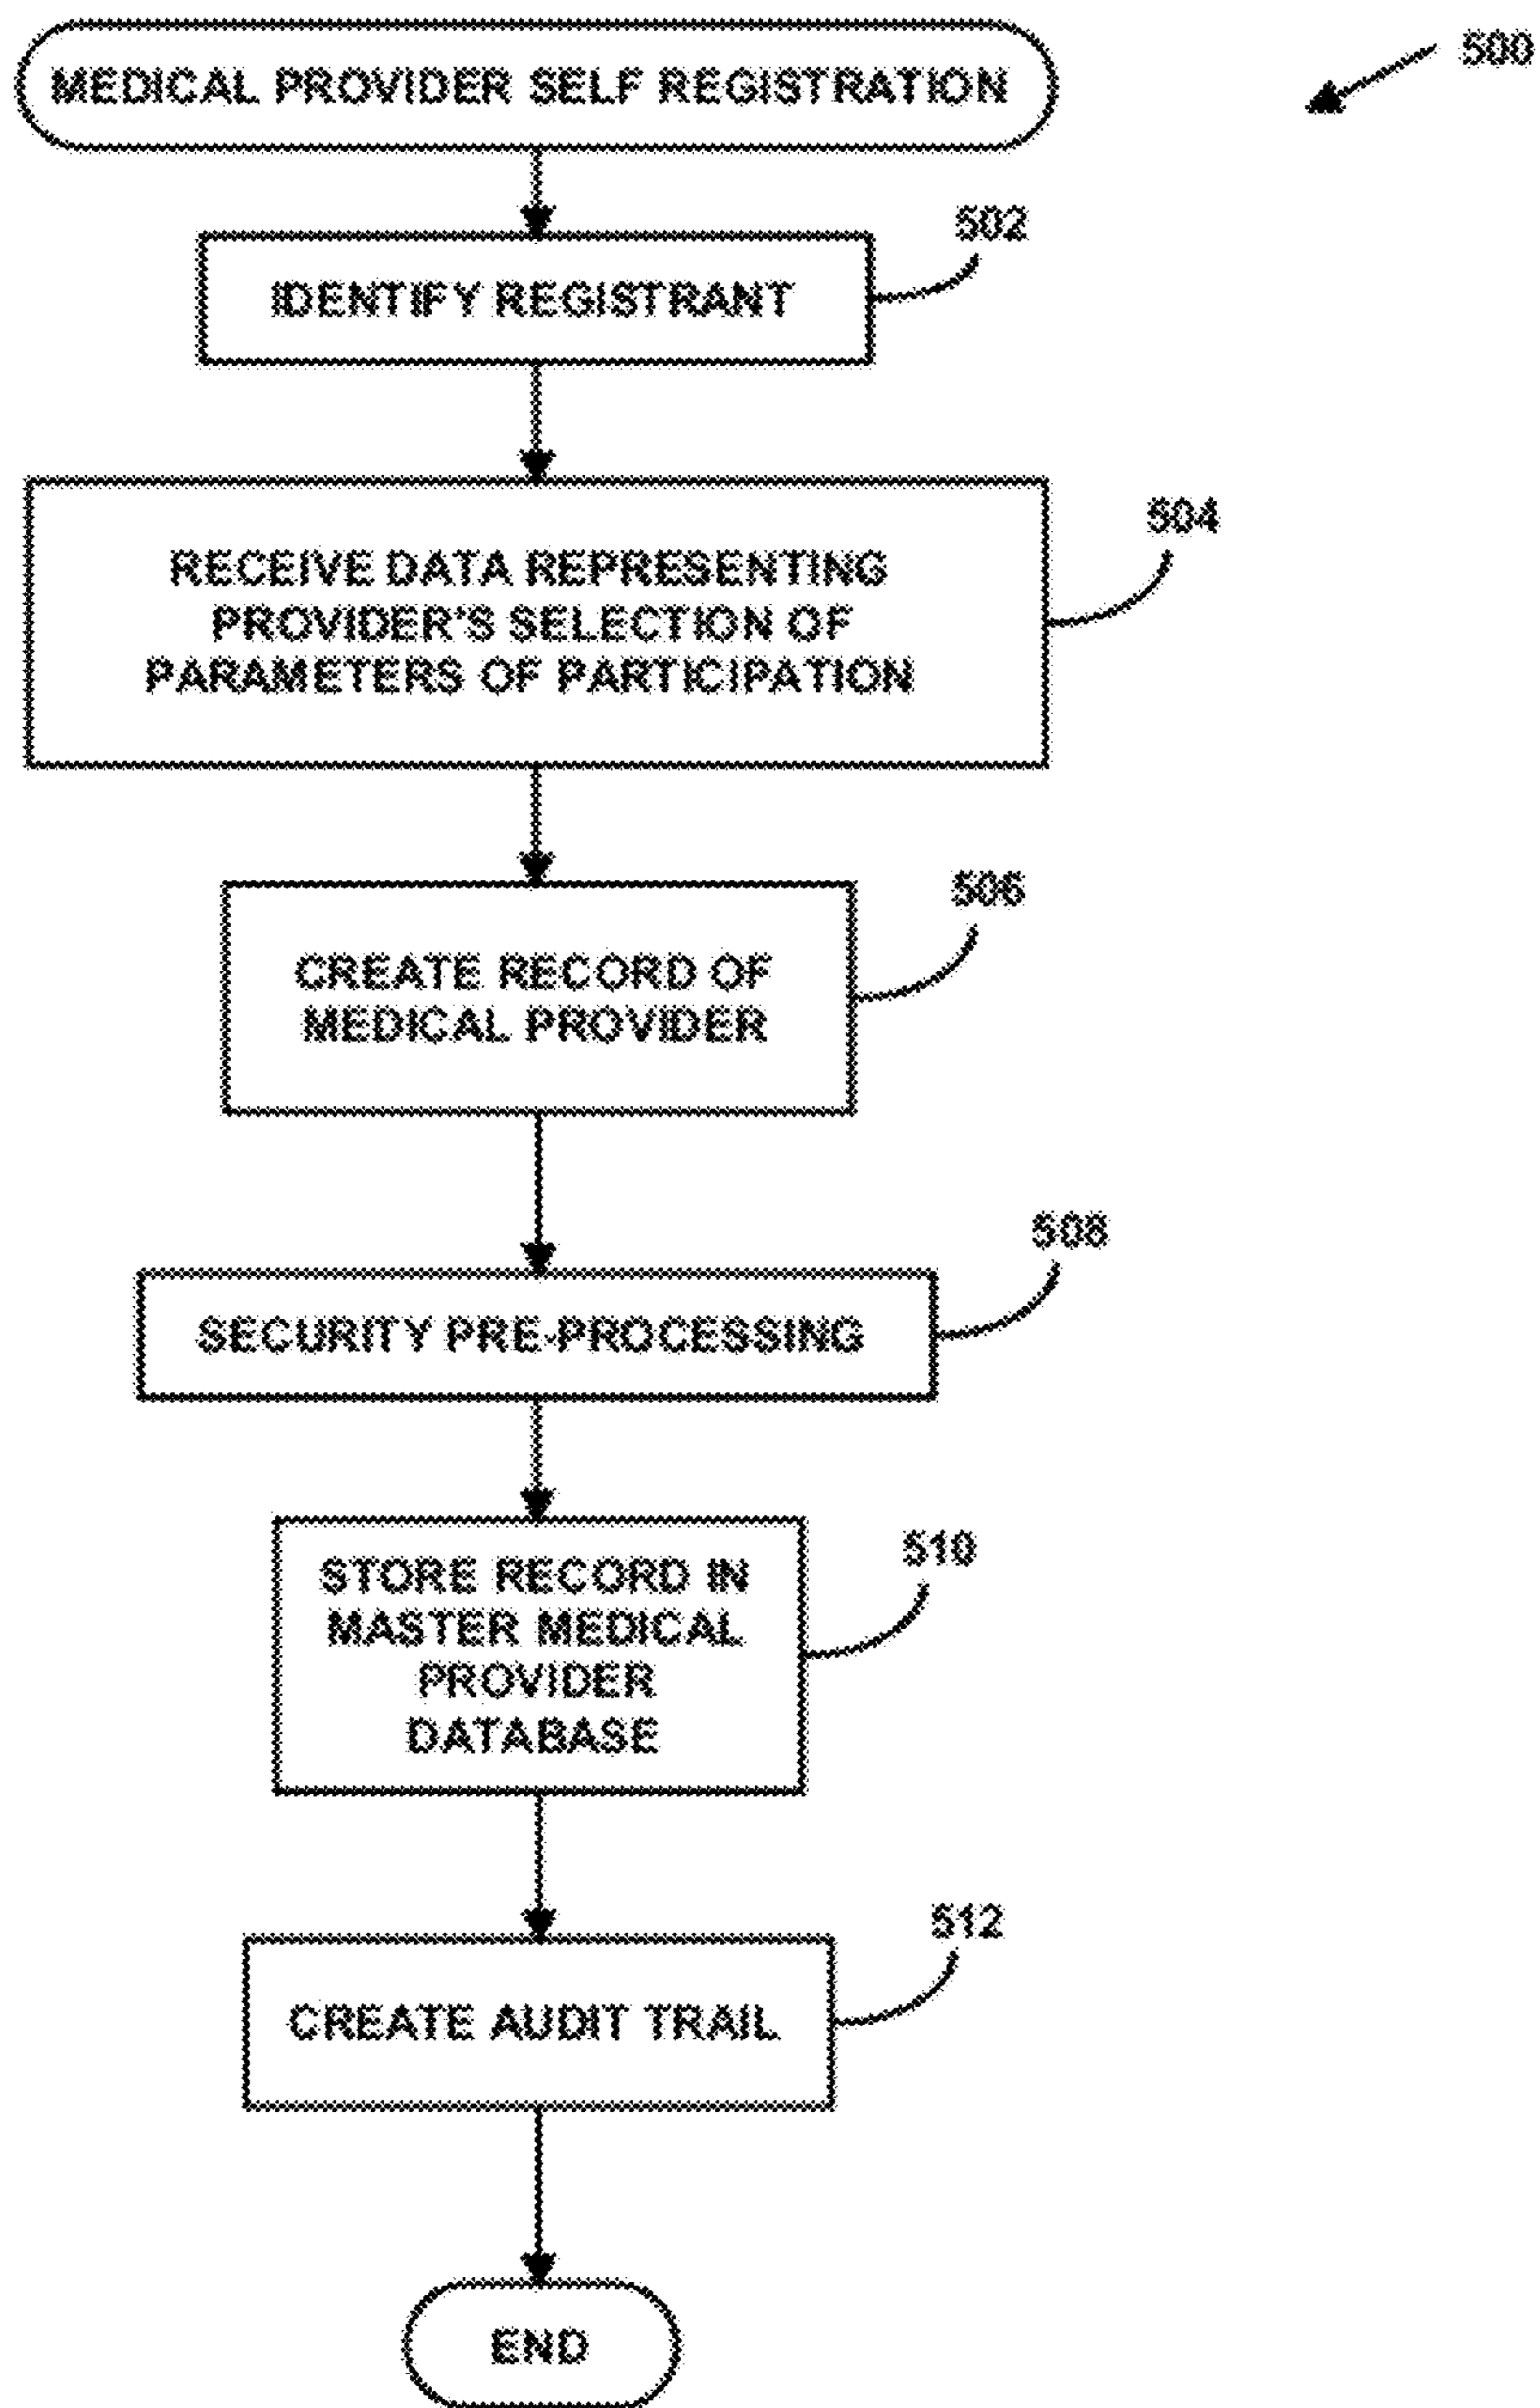 MEDICAL PROVIDER SELF REGISTRATION
500
502
IDENTIFY REGISTRANT
504
RECEIVE DATA REPRESENTING
PROVIDER'S SELECTION OF
PARAMETERS OF PARTICIPATION
506
CREATE RECORD OF
MEDICAL PROVIDER
508
SECURITY PRE-PROCESSING
510
STORE RECORD IN
MASTER MEDICAL
PROVIDER
DATABASE
512
CREATE AUDIT TRAIL
END